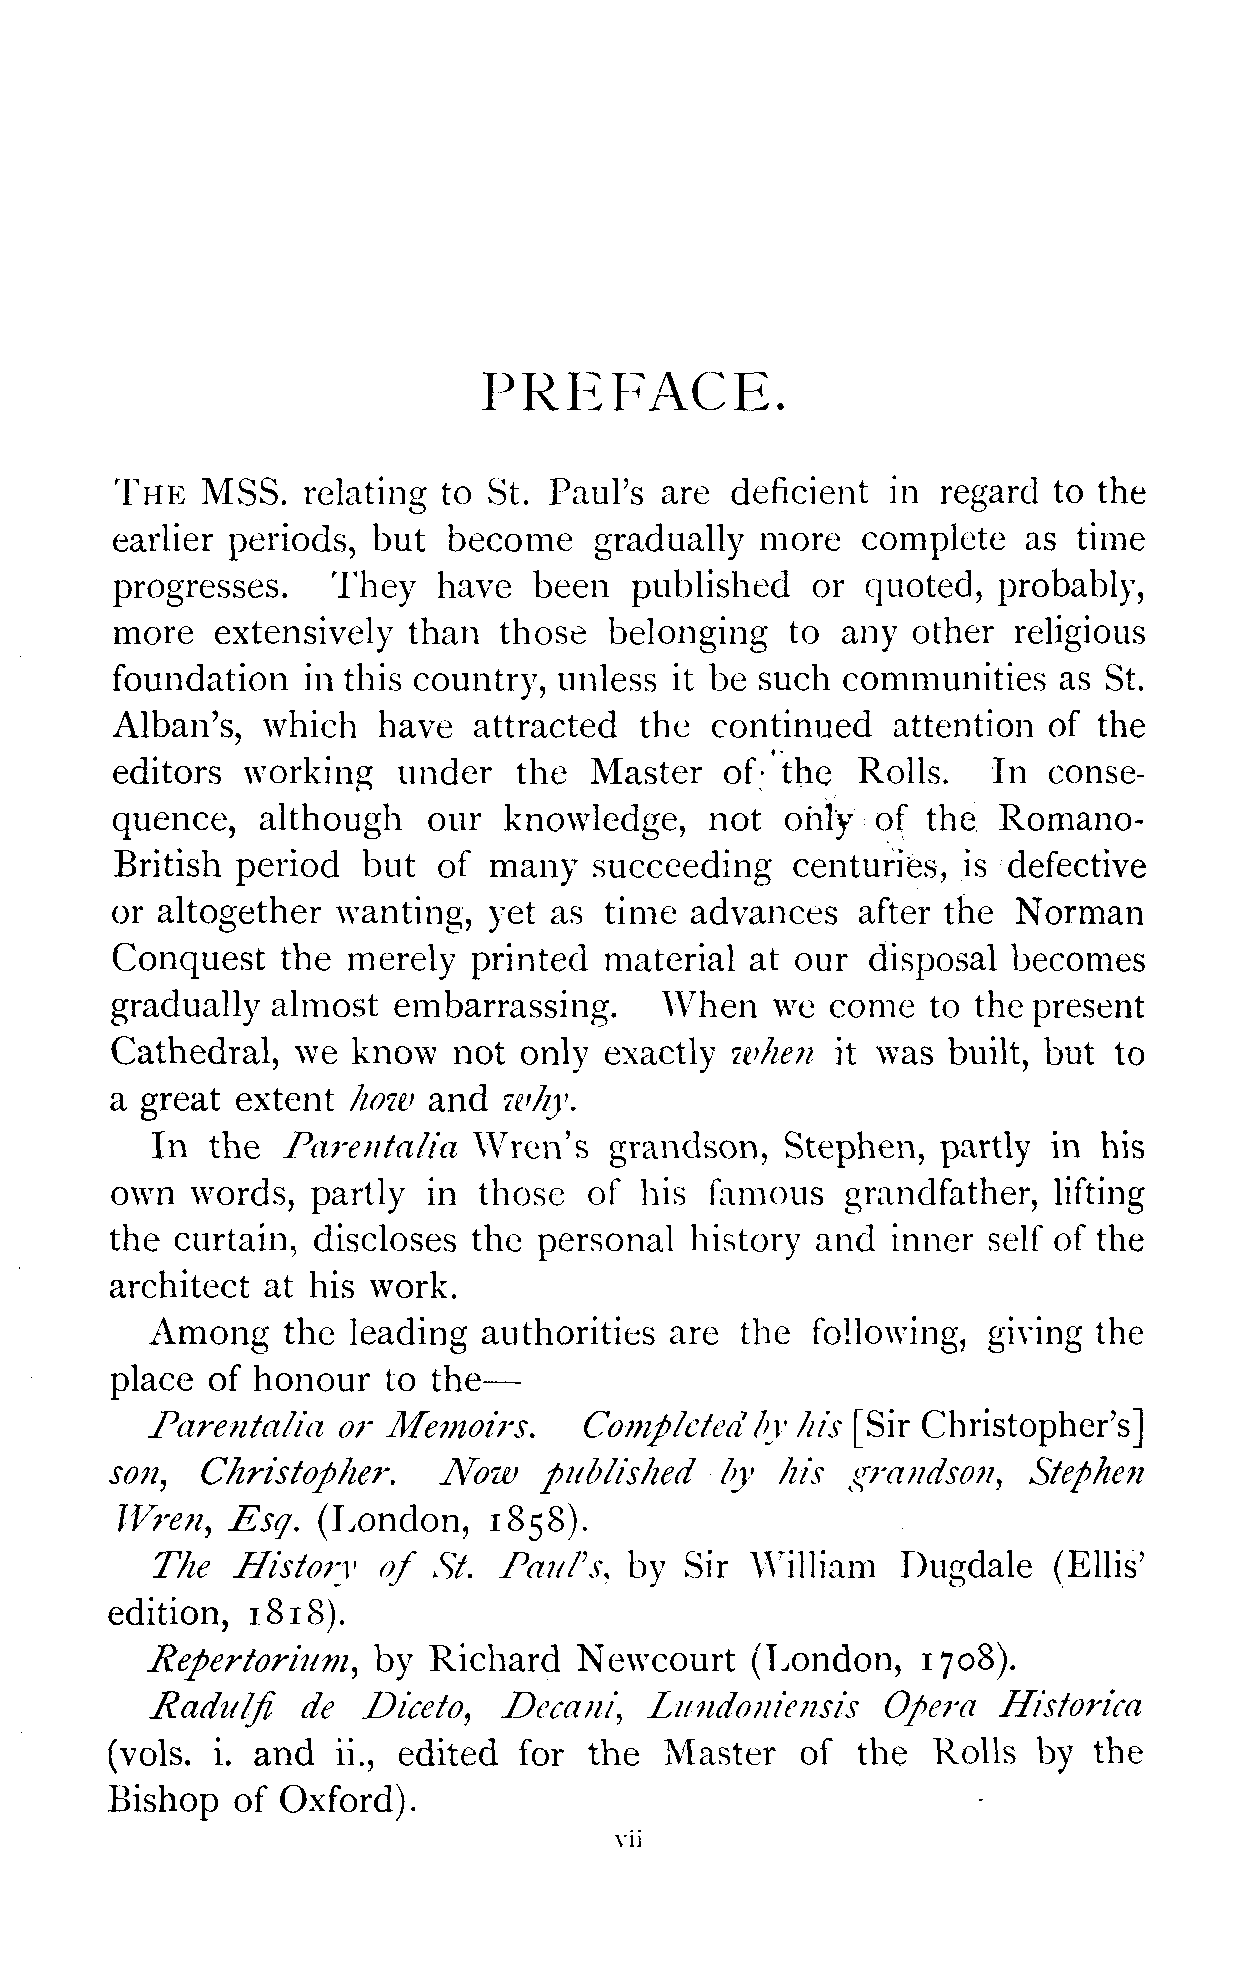 PREFACE.
THE MSS. relating to St. Paul's are deficient in regard to the
earlier periods, but become gradually more complete as time
progresses. They have been published or quoted, probably,
more extensively than those belonging to any other religious
foundation in this country, unless it be such communities as St.
Alban's, which have attracted the continued attention of the
editors working under the Master of the Rolls. In conse-
quence, although our knowledge, not only of the Romano-
British period but of many succeeding centuries, is defective
or altogether wanting, yet as time advances after the Norman
Conquest the merely printed material at our disposal becomes
gradually almost embarrassing. When we come to the present
Cathedral, we know not only exactly when it was built, but to
a great extent how and why.
In the Parentalia Wren's grandson, Stephen, partly in his
own words, partly in those of his famous grandfather, lifting
the curtain, discloses the personal history and inner self of the
architect at his work.
Among the leading authorities are the following, giving the
place of honour to the—
Parentalia or Memoirs. Completed by his [Sir Christopher's]
son, Christopher. Now published by his grandson, Stephen
Wren, Esq. (London, 1858).
The History of St. Paul's, by Sir William Dugdale (Ellis'
edition, 1818).
Repertorium, by Richard Newcourt (London, 1708).
Radulfi de Diceto, Decani, Lundoniensis Opera Historica
(vols. i. and ii., edited for the Master of the Rolls by the
Bishop of Oxford).
vii